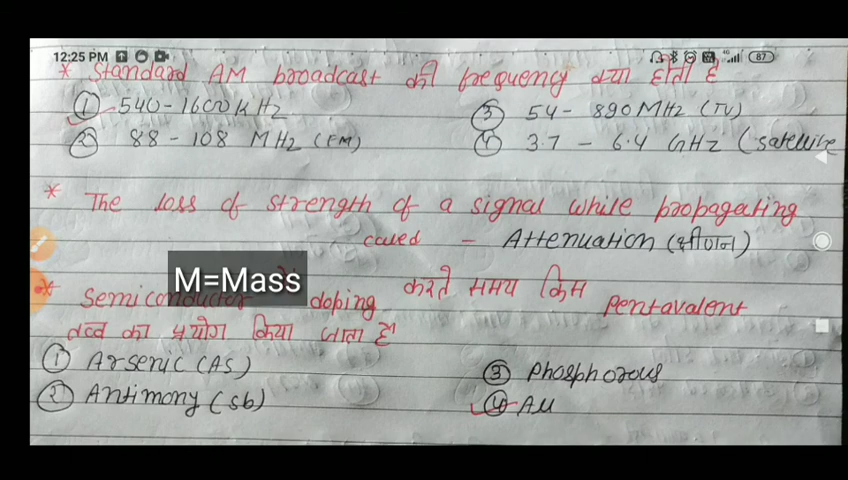 12:25 PM
87
* Standard AM broadcast की frequency क्या होती है
① 540 - 1600 kHz
③ 54 - 890 MHz (TV)
② 88 - 108 MHz (FM)
④ 3.7 - 6.4 GHz (satellite
* The loss of strength of a signal while propagating
called - Attenuation (क्षीणन)
M=Mass
* Semiconductor doping करते समय किस pentavalent
तत्व का प्रयोग किया जाता है
① Arsenic (As)
③ Phosphorous
② Antimony (Sb)
④ All